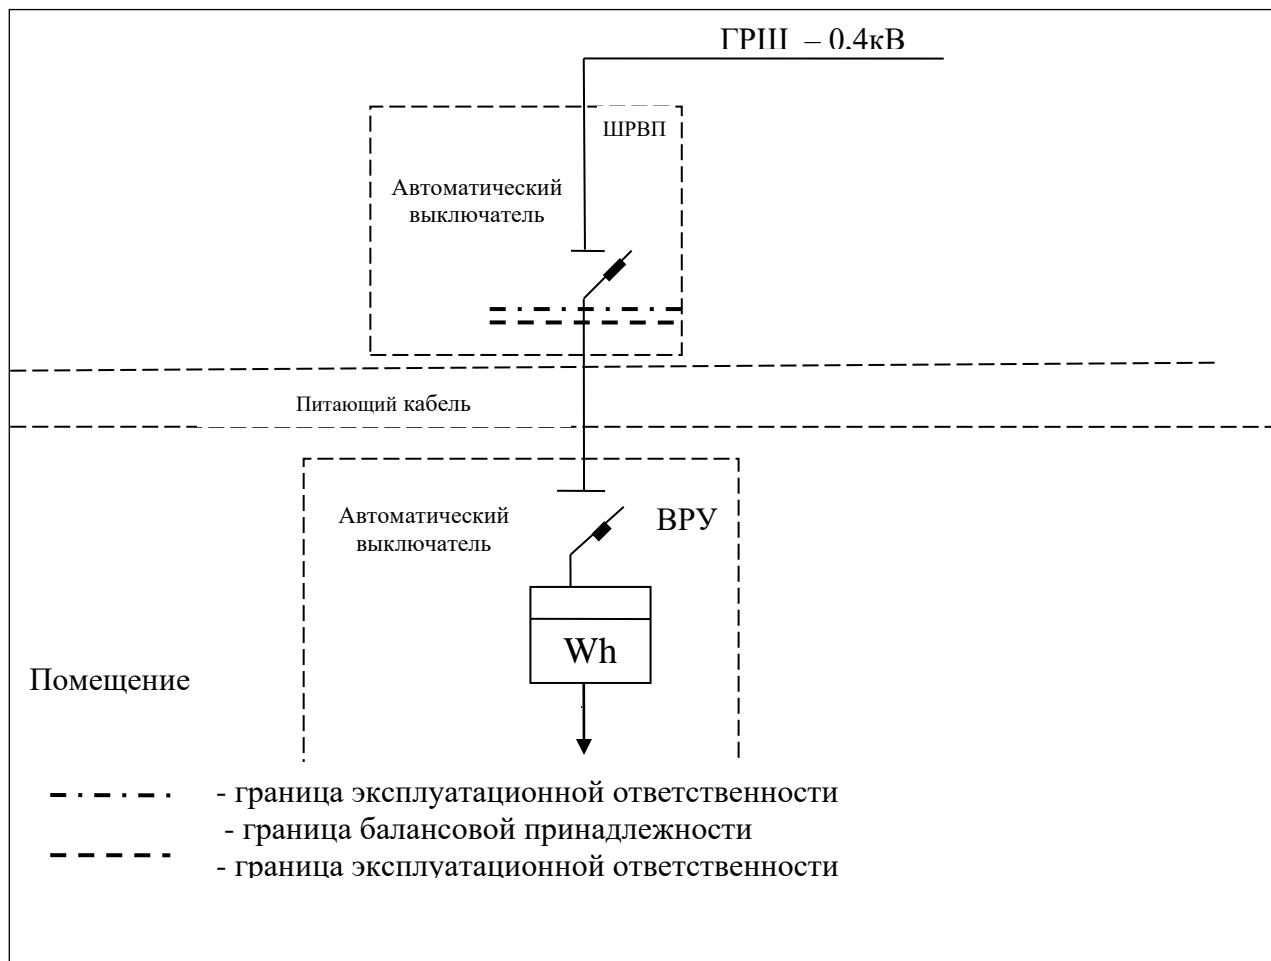 ГРЩ – 0,4кВ
ШРВП
Автоматический
выключатель
Питающий кабель
Автоматический
выключатель
ВРУ
Wh
Помещение
- граница эксплуатационной ответственности
- граница балансовой принадлежности
- граница эксплуатационной ответственности